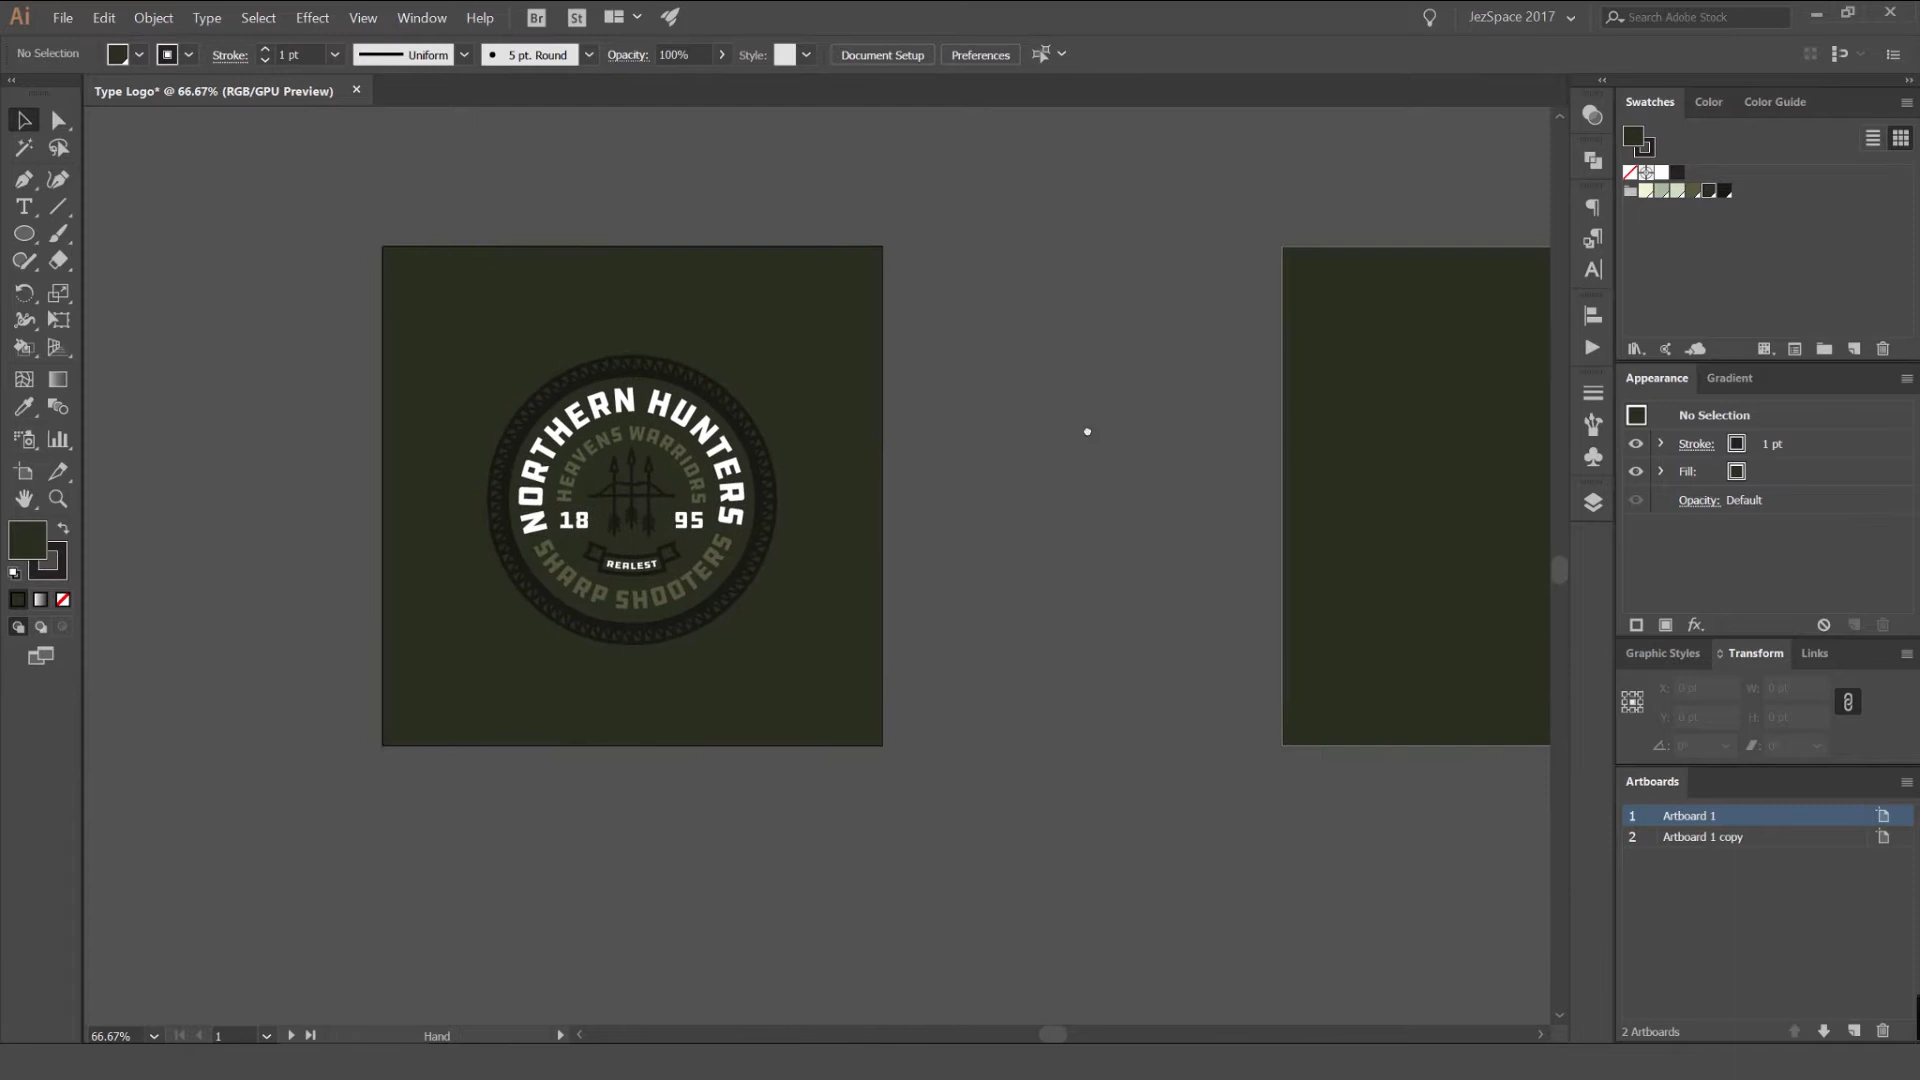 Ai File Edit Object Type Select Effect View Window Help Br St JezSpace 2017 Search Adobe Stock
No Selection Stroke: 1 pt Uniform 5 pt. Round Opacity: 100% Style: Document Setup Preferences
Type Logo* @ 66.67% (RGB/GPU Preview)
NORTHERN HUNTERS
HEAVENS WARRIORS
18 95
REALEST
SHARP SHOOTERS
Swatches Color Color Guide
Appearance Gradient
No Selection
Stroke: 1 pt
Fill:
Opacity: Default
fx.
Graphic Styles Transform Links
X: 0 pt W: 0 pt
Y: 0 pt H: 0 pt
0° 0°
Artboards
1 Artboard 1
2 Artboard 1 copy
2 Artboards
66.67% 1 Hand